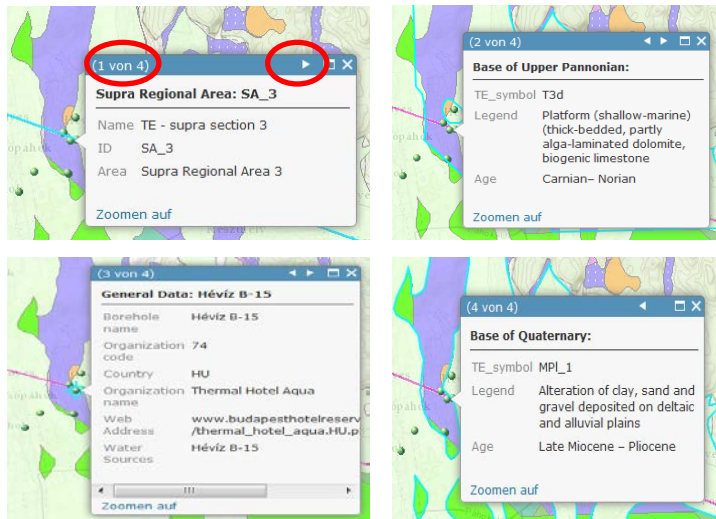 (1 von 4)
Supra Regional Area: SA_3
Name TE - supra section 3
ID SA_3
Area Supra Regional Area 3
Zoomen auf
(2 von 4)
Base of Upper Pannonian:
TE_symbol T3d
Legend Platform (shallow-marine)
(thick-bedded, partly
alga-laminated dolomite,
biogenic limestone
Age Carnian– Norian
Zoomen auf
(3 von 4)
General Data: Hévíz B-15
Borehole Hévíz B-15
name
Organization 74
code
Country HU
Organization Thermal Hotel Aqua
name
Web www.budapesthotelreserv
Address /thermal_hotel_aqua.HU.p
Water Hévíz B-15
Sources
Zoomen auf
(4 von 4)
Base of Quaternary:
TE_symbol MPl_1
Legend Alteration of clay, sand and
gravel deposited on deltaic
and alluvial plains
Age Late Miocene – Pliocene
Zoomen auf